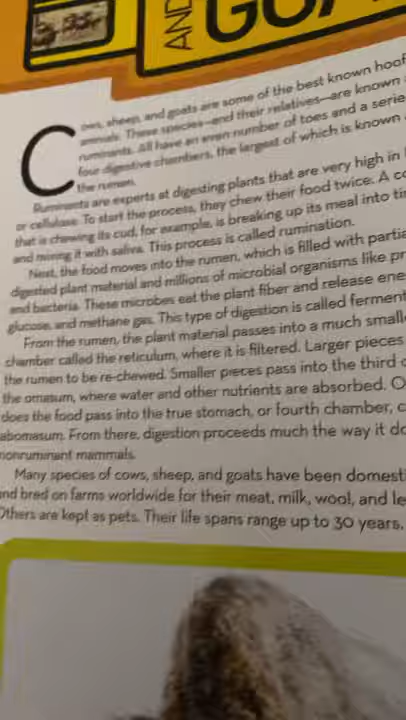 AND
GOA
Cows, sheep, and goats are some of the best known hoof
animals. These species—and their relatives—are known
ruminants. All have an even number of toes and a serie
four digestive chambers, the largest of which is known
the rumen.
Ruminants are experts at digesting plants that are very high in
or cellulose. To start the process, they chew their food twice. A co
that is chewing its cud, for example, is breaking up its meal into tin
and mixing it with saliva. This process is called rumination.
Next, the food moves into the rumen, which is filled with partia
digested plant material and millions of microbial organisms like pr
and bacteria. These microbes eat the plant fiber and release ene
glucose, and methane gas. This type of digestion is called ferment
From the rumen, the plant material passes into a much small
chamber called the reticulum, where it is filtered. Larger pieces
the rumen to be re-chewed. Smaller pieces pass into the third c
the omasum, where water and other nutrients are absorbed. O
does the food pass into the true stomach, or fourth chamber, c
abomasum. From there, digestion proceeds much the way it do
nonruminant mammals.
Many species of cows, sheep, and goats have been domesti
and bred on farms worldwide for their meat, milk, wool, and le
Others are kept as pets. Their life spans range up to 30 years.